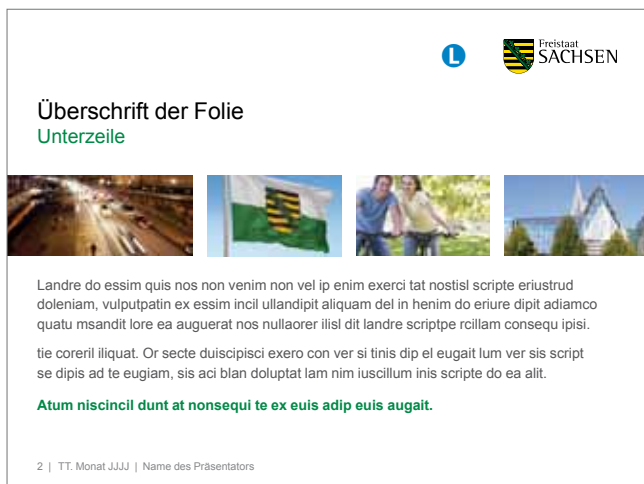 L
Freistaat
SACHSEN
Überschrift der Folie
Unterzeile
Landre do essim quis nos non venim non vel ip enim exerci tat nostisl scripte eriustrud
doleniam, vulputpatin ex essim incil ullandipit aliquam del in henim do eriure dipit adiamco
quatu msandit lore ea auguerat nos nullaorer ilisl dit landre scriptpe rcillam consequ ipisi.
tie coreril iliquat. Or secte duiscipisci exero con ver si tinis dip el eugait lum ver sis script
se dipis ad te eugiam, sis aci blan doluptat lam nim iuscillum inis scripte do ea alit.
Atum niscincil dunt at nonsequi te ex euis adip euis augait.
2 | TT. Monat JJJJ | Name des Präsentators